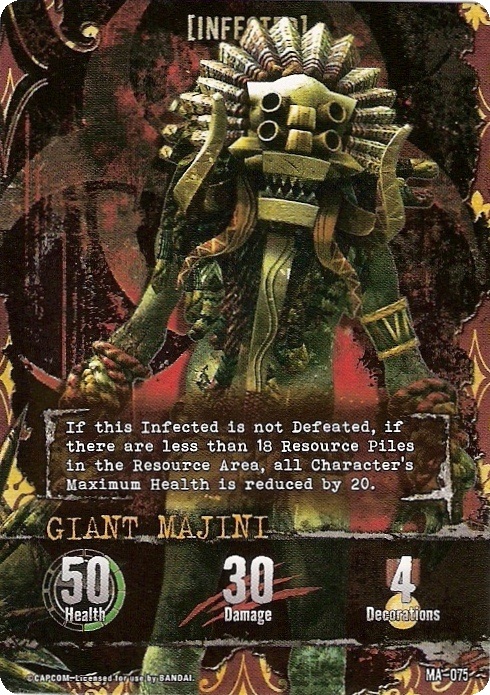 [INFECTED]
If this Infected is not Defeated, if
there are less than 18 Resource Piles
in the Resource Area, all Character's
Maximum Health is reduced by 20.
GIANT MAJINI
50 30 4
Health Damage Decorations
©CAPCOM-Licensed for use by BANDAI. MA-075